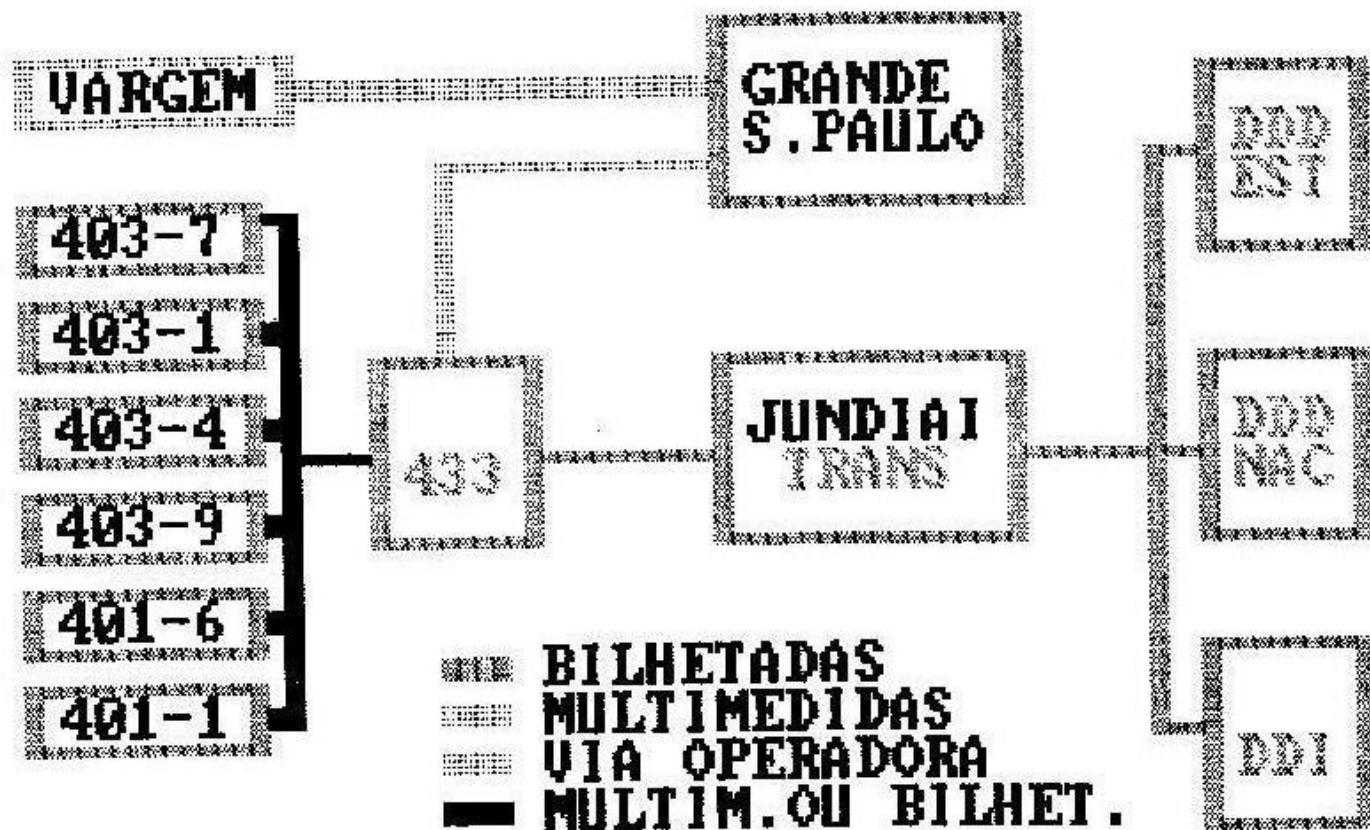 VARGEM
GRANDE
S.PAULO
DDD
EST
403-7
403-1
403-4
403-9
401-6
401-1
433
JUNDIAI
TRANS
DDD
NAC
DDI
BILHETADAS
MULTIMEDIDAS
VIA OPERADORA
MULTIM.OU BILHET.